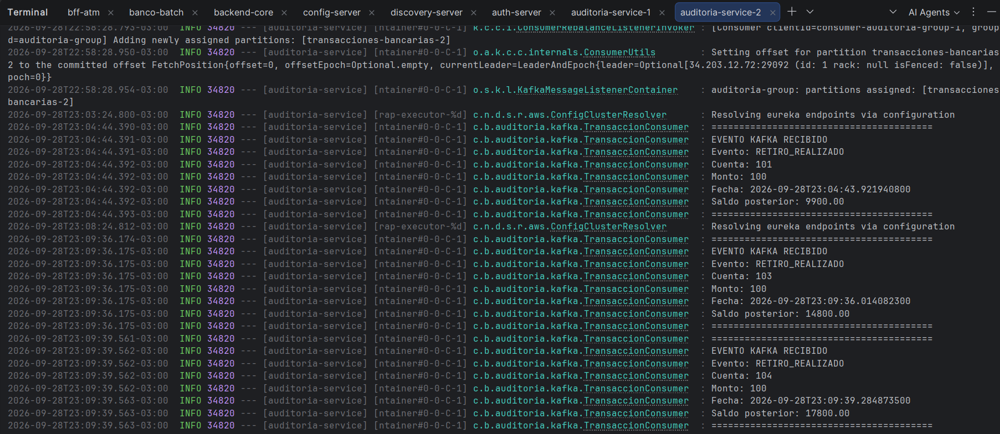 Terminal bff-atm × banco-batch × backend-core × config-server × discovery-server × auth-server × auditoria-service-1 × auditoria-service-2 × AI Agents
2026-09-28T22:58:28.793-03:00 INFO 34820 --- [auditoria-service] [ntainer#0-0-C-1] k.c.c.i.ConsumerRebalanceListenerInvoker : [Consumer clientId=consumer-auditoria-group-1, group
d=auditoria-group] Adding newly assigned partitions: [transacciones-bancarias-2]
2026-09-28T22:58:28.950-03:00 INFO 34820 --- [auditoria-service] [ntainer#0-0-C-1] o.a.k.c.c.internals.ConsumerUtils : Setting offset for partition transacciones-bancarias
2 to the committed offset FetchPosition{offset=0, offsetEpoch=Optional.empty, currentLeader=LeaderAndEpoch{leader=Optional[34.203.12.72:29092 (id: 1 rack: null isFenced: false)],
poch=0}}
2026-09-28T22:58:28.954-03:00 INFO 34820 --- [auditoria-service] [ntainer#0-0-C-1] o.s.k.l.KafkaMessageListenerContainer : auditoria-group: partitions assigned: [transacciones
bancarias-2]
2026-09-28T23:03:24.800-03:00 INFO 34820 --- [auditoria-service] [rap-executor-%d] c.n.d.s.r.aws.ConfigClusterResolver : Resolving eureka endpoints via configuration
2026-09-28T23:04:44.390-03:00 INFO 34820 --- [auditoria-service] [ntainer#0-0-C-1] c.b.auditoria.kafka.TransaccionConsumer : ========================================
2026-09-28T23:04:44.391-03:00 INFO 34820 --- [auditoria-service] [ntainer#0-0-C-1] c.b.auditoria.kafka.TransaccionConsumer : EVENTO KAFKA RECIBIDO
2026-09-28T23:04:44.391-03:00 INFO 34820 --- [auditoria-service] [ntainer#0-0-C-1] c.b.auditoria.kafka.TransaccionConsumer : Evento: RETIRO_REALIZADO
2026-09-28T23:04:44.392-03:00 INFO 34820 --- [auditoria-service] [ntainer#0-0-C-1] c.b.auditoria.kafka.TransaccionConsumer : Cuenta: 101
2026-09-28T23:04:44.392-03:00 INFO 34820 --- [auditoria-service] [ntainer#0-0-C-1] c.b.auditoria.kafka.TransaccionConsumer : Monto: 100
2026-09-28T23:04:44.392-03:00 INFO 34820 --- [auditoria-service] [ntainer#0-0-C-1] c.b.auditoria.kafka.TransaccionConsumer : Fecha: 2026-09-28T23:04:43.921940800
2026-09-28T23:04:44.392-03:00 INFO 34820 --- [auditoria-service] [ntainer#0-0-C-1] c.b.auditoria.kafka.TransaccionConsumer : Saldo posterior: 9900.00
2026-09-28T23:04:44.393-03:00 INFO 34820 --- [auditoria-service] [ntainer#0-0-C-1] c.b.auditoria.kafka.TransaccionConsumer : ========================================
2026-09-28T23:08:24.812-03:00 INFO 34820 --- [auditoria-service] [rap-executor-%d] c.n.d.s.r.aws.ConfigClusterResolver : Resolving eureka endpoints via configuration
2026-09-28T23:09:36.174-03:00 INFO 34820 --- [auditoria-service] [ntainer#0-0-C-1] c.b.auditoria.kafka.TransaccionConsumer : ========================================
2026-09-28T23:09:36.175-03:00 INFO 34820 --- [auditoria-service] [ntainer#0-0-C-1] c.b.auditoria.kafka.TransaccionConsumer : EVENTO KAFKA RECIBIDO
2026-09-28T23:09:36.175-03:00 INFO 34820 --- [auditoria-service] [ntainer#0-0-C-1] c.b.auditoria.kafka.TransaccionConsumer : Evento: RETIRO_REALIZADO
2026-09-28T23:09:36.175-03:00 INFO 34820 --- [auditoria-service] [ntainer#0-0-C-1] c.b.auditoria.kafka.TransaccionConsumer : Cuenta: 103
2026-09-28T23:09:36.175-03:00 INFO 34820 --- [auditoria-service] [ntainer#0-0-C-1] c.b.auditoria.kafka.TransaccionConsumer : Monto: 100
2026-09-28T23:09:36.175-03:00 INFO 34820 --- [auditoria-service] [ntainer#0-0-C-1] c.b.auditoria.kafka.TransaccionConsumer : Fecha: 2026-09-28T23:09:36.014082300
2026-09-28T23:09:36.175-03:00 INFO 34820 --- [auditoria-service] [ntainer#0-0-C-1] c.b.auditoria.kafka.TransaccionConsumer : Saldo posterior: 14800.00
2026-09-28T23:09:36.175-03:00 INFO 34820 --- [auditoria-service] [ntainer#0-0-C-1] c.b.auditoria.kafka.TransaccionConsumer : ========================================
2026-09-28T23:09:39.561-03:00 INFO 34820 --- [auditoria-service] [ntainer#0-0-C-1] c.b.auditoria.kafka.TransaccionConsumer : ========================================
2026-09-28T23:09:39.562-03:00 INFO 34820 --- [auditoria-service] [ntainer#0-0-C-1] c.b.auditoria.kafka.TransaccionConsumer : EVENTO KAFKA RECIBIDO
2026-09-28T23:09:39.562-03:00 INFO 34820 --- [auditoria-service] [ntainer#0-0-C-1] c.b.auditoria.kafka.TransaccionConsumer : Evento: RETIRO_REALIZADO
2026-09-28T23:09:39.562-03:00 INFO 34820 --- [auditoria-service] [ntainer#0-0-C-1] c.b.auditoria.kafka.TransaccionConsumer : Cuenta: 104
2026-09-28T23:09:39.562-03:00 INFO 34820 --- [auditoria-service] [ntainer#0-0-C-1] c.b.auditoria.kafka.TransaccionConsumer : Monto: 100
2026-09-28T23:09:39.563-03:00 INFO 34820 --- [auditoria-service] [ntainer#0-0-C-1] c.b.auditoria.kafka.TransaccionConsumer : Fecha: 2026-09-28T23:09:39.284873500
2026-09-28T23:09:39.563-03:00 INFO 34820 --- [auditoria-service] [ntainer#0-0-C-1] c.b.auditoria.kafka.TransaccionConsumer : Saldo posterior: 17800.00
2026-09-28T23:09:39.563-03:00 INFO 34820 --- [auditoria-service] [ntainer#0-0-C-1] c.b.auditoria.kafka.TransaccionConsumer : ========================================